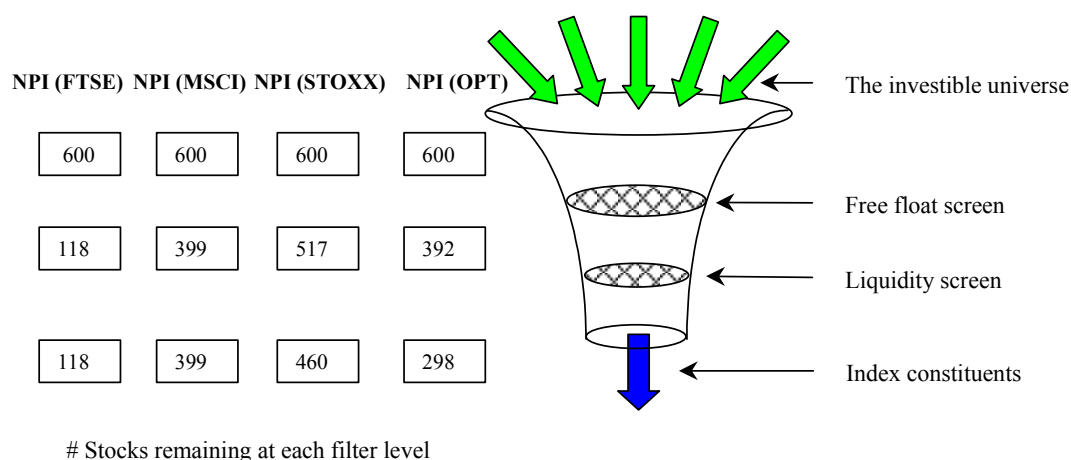 NPI (FTSE) NPI (MSCI) NPI (STOXX) NPI (OPT)
The investible universe
600 600 600 600
Free float screen
118 399 517 392
Liquidity screen
118 399 460 298
Index constituents
# Stocks remaining at each filter level